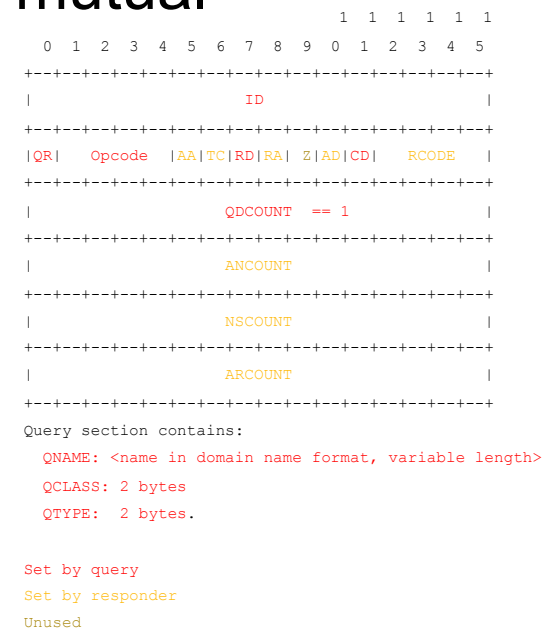 mutual
                                 1  1  1  1  1  1
  0  1  2  3  4  5  6  7  8  9  0  1  2  3  4  5
+--+--+--+--+--+--+--+--+--+--+--+--+--+--+--+--+
|                      ID                       |
+--+--+--+--+--+--+--+--+--+--+--+--+--+--+--+--+
|QR|   Opcode  |AA|TC|RD|RA| Z|AD|CD|   RCODE   |
+--+--+--+--+--+--+--+--+--+--+--+--+--+--+--+--+
|                    QDCOUNT  == 1              |
+--+--+--+--+--+--+--+--+--+--+--+--+--+--+--+--+
|                    ANCOUNT                    |
+--+--+--+--+--+--+--+--+--+--+--+--+--+--+--+--+
|                    NSCOUNT                    |
+--+--+--+--+--+--+--+--+--+--+--+--+--+--+--+--+
|                    ARCOUNT                    |
+--+--+--+--+--+--+--+--+--+--+--+--+--+--+--+--+
Query section contains:
  QNAME: <name in domain name format, variable length>
  QCLASS: 2 bytes
  QTYPE:  2 bytes.
Set by query
Set by responder
Unused